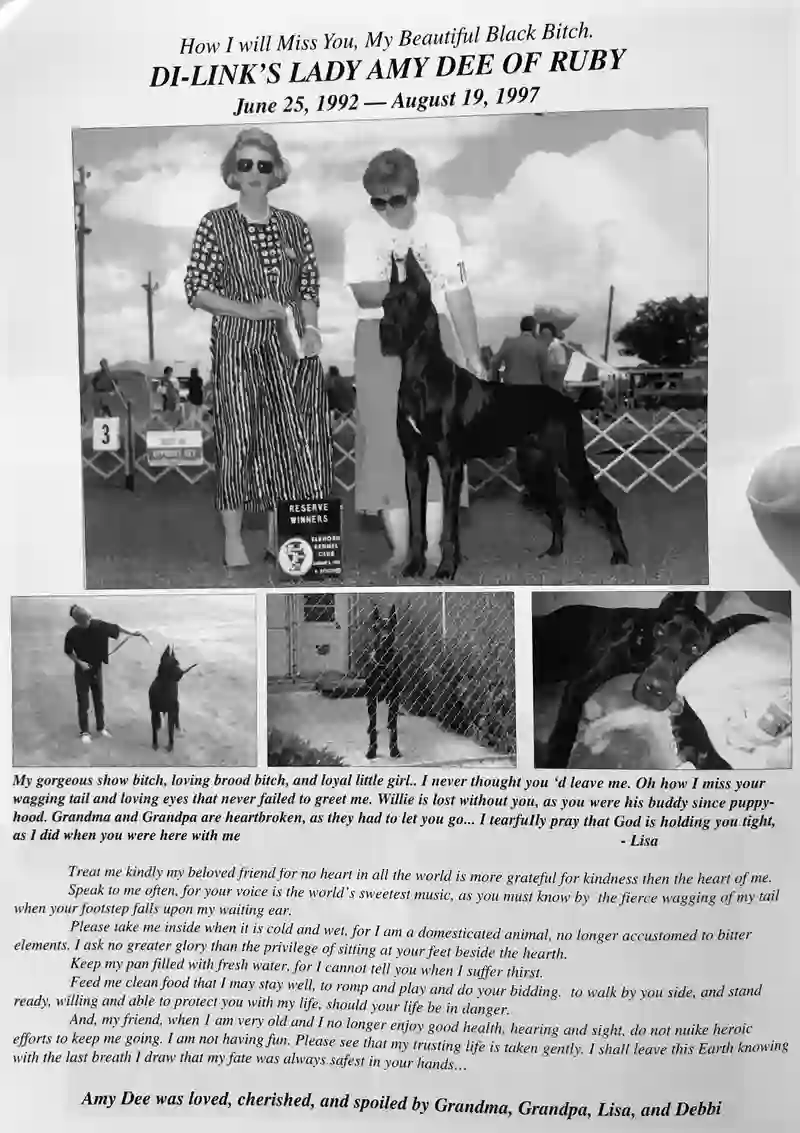 How I will Miss You, My Beautiful Black Bitch.
DI-LINK'S LADY AMY DEE OF RUBY
June 25, 1992 — August 19, 1997
3
RESERVE
WINNERS
ELKHORN
KENNEL
CLUB
My gorgeous show bitch, loving brood bitch, and loyal little girl.. I never thought you 'd leave me. Oh how I miss your
wagging tail and loving eyes that never failed to greet me. Willie is lost without you, as you were his buddy since puppy-
hood. Grandma and Grandpa are heartbroken, as they had to let you go... I tearfully pray that God is holding you tight,
as I did when you were here with me
- Lisa
Treat me kindly my beloved friend for no heart in all the world is more grateful for kindness then the heart of me.
Speak to me often, for your voice is the world's sweetest music, as you must know by the fierce wagging of my tail
when your footstep falls upon my waiting ear.
Please take me inside when it is cold and wet, for I am a domesticated animal, no longer accustomed to bitter
elements. I ask no greater glory than the privilege of sitting at your feet beside the hearth.
Keep my pan filled with fresh water, for I cannot tell you when I suffer thirst.
Feed me clean food that I may stay well, to romp and play and do your bidding. to walk by you side, and stand
ready, willing and able to protect you with my life, should your life be in danger.
And, my friend, when I am very old and I no longer enjoy good health, hearing and sight, do not nuike heroic
efforts to keep me going. I am not having fun. Please see that my trusting life is taken gently. I shall leave this Earth knowing
with the last breath I draw that my fate was always safest in your hands...
Amy Dee was loved, cherished, and spoiled by Grandma, Grandpa, Lisa, and Debbi